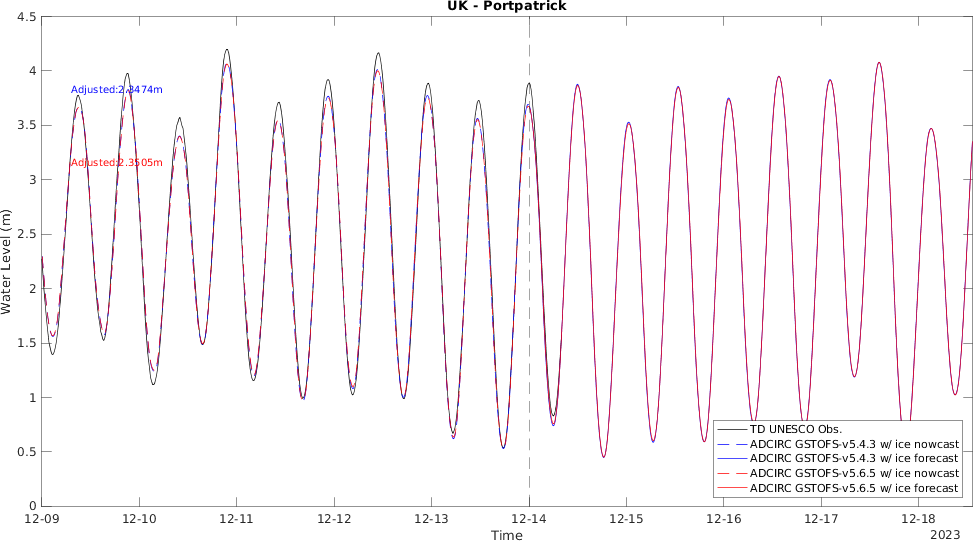 UK - Portpatrick
4.5
4
3.5
3
2.5
2
1.5
1
0.5
0
Water Level (m)
Adjusted:2.3474m
Adjusted:2.3505m
TD UNESCO Obs.
ADCIRC GSTOFS-v5.4.3 w/ ice nowcast
ADCIRC GSTOFS-v5.4.3 w/ ice forecast
ADCIRC GSTOFS-v5.6.5 w/ ice nowcast
ADCIRC GSTOFS-v5.6.5 w/ ice forecast
12-09 12-10 12-11 12-12 12-13 12-14 12-15 12-16 12-17 12-18
Time
2023